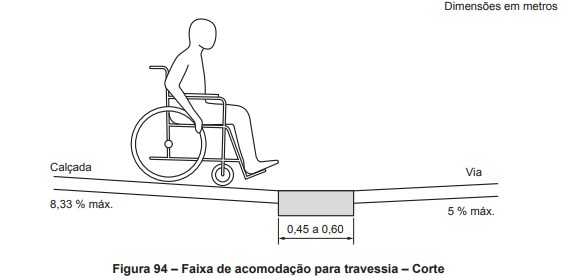 Dimensões em metros
Calçada
Via
8,33 % máx.
5 % máx.
0,45 a 0,60
Figura 94 – Faixa de acomodação para travessia – Corte